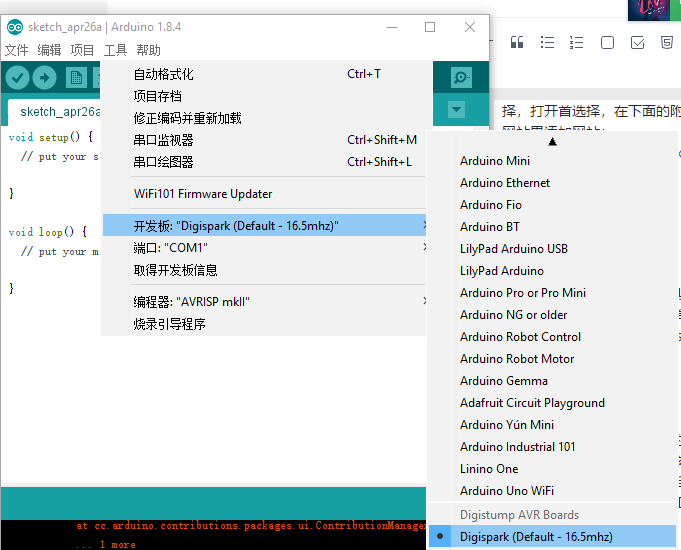 sketch_apr26a | Arduino 1.8.4
文件 编辑 项目 工具 帮助
sketch_apr26a
void setup() {
// put your s
}
void loop() {
// put your m
}
自动格式化 Ctrl+T
项目存档
修正编码并重新加载
串口监视器 Ctrl+Shift+M
串口绘图器 Ctrl+Shift+L
WiFi101 Firmware Updater
开发板: "Digispark (Default - 16.5mhz)"
端口: "COM1"
取得开发板信息
编程器: "AVRISP mkII"
烧录引导程序
择，打开首选择，在下面的附
Arduino Mini
Arduino Ethernet
Arduino Fio
Arduino BT
LilyPad Arduino USB
LilyPad Arduino
Arduino Pro or Pro Mini
Arduino NG or older
Arduino Robot Control
Arduino Robot Motor
Arduino Gemma
Adafruit Circuit Playground
Arduino Yún Mini
Arduino Industrial 101
Linino One
Arduino Uno WiFi
Digistump AVR Boards
Digispark (Default - 16.5mhz)
at cc.arduino.contributions.packages.ui.ContributionManager
... 1 more